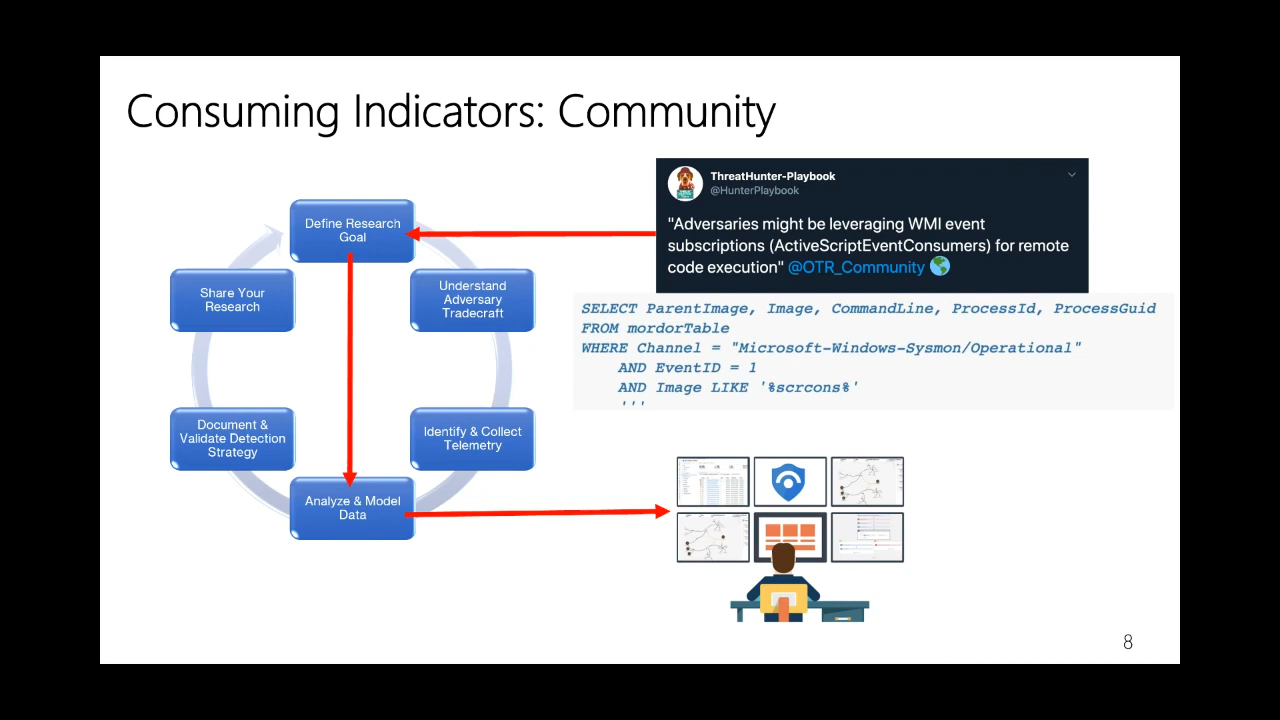 Consuming Indicators: Community
ThreatHunter-Playbook
@HunterPlaybook
"Adversaries might be leveraging WMI event
subscriptions (ActiveScriptEventConsumers) for remote
code execution" @OTR_Community
Define Research
Goal
Understand
Adversary
Tradecraft
Identify & Collect
Telemetry
Analyze & Model
Data
Document &
Validate Detection
Strategy
Share Your
Research
SELECT ParentImage, Image, CommandLine, ProcessId, ProcessGuid
FROM mordorTable
WHERE Channel = "Microsoft-Windows-Sysmon/Operational"
AND EventID = 1
AND Image LIKE '%scrcons%'
'''
8